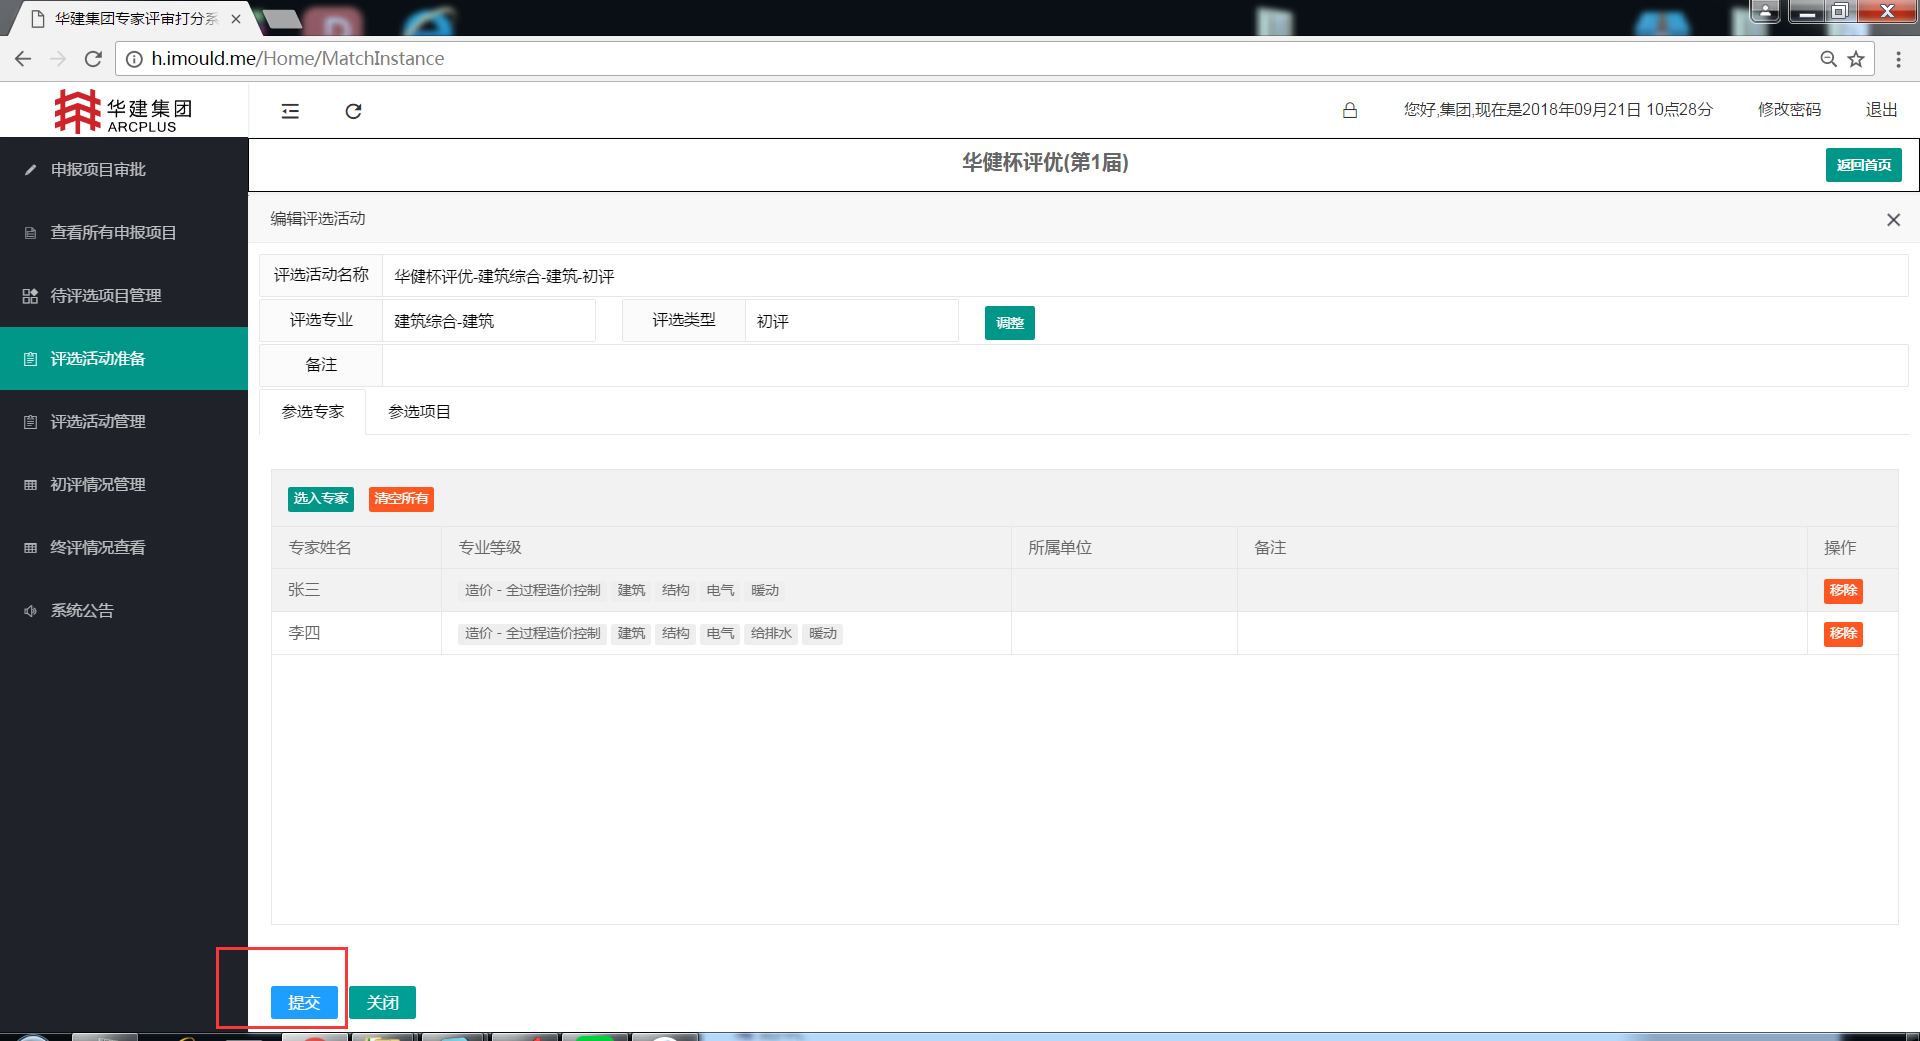 华建集团专家评审打分系
h.imould.me/Home/MatchInstance
华建集团
ARCPLUS
您好,集团,现在是2018年09月21日 10点28分
修改密码
退出
华健杯评优(第1届)
返回首页
申报项目审批
查看所有申报项目
待评选项目管理
评选活动准备
评选活动管理
初评情况管理
终评情况查看
系统公告
编辑评选活动
评选活动名称 华健杯评优-建筑综合-建筑-初评
评选专业 建筑综合-建筑 评选类型 初评 调整
备注
参选专家 参选项目
选入专家 清空所有
专家姓名 专业等级 所属单位 备注 操作
张三 造价 - 全过程造价控制 建筑 结构 电气 暖动 移除
李四 造价 - 全过程造价控制 建筑 结构 电气 给排水 暖动 移除
提交 关闭